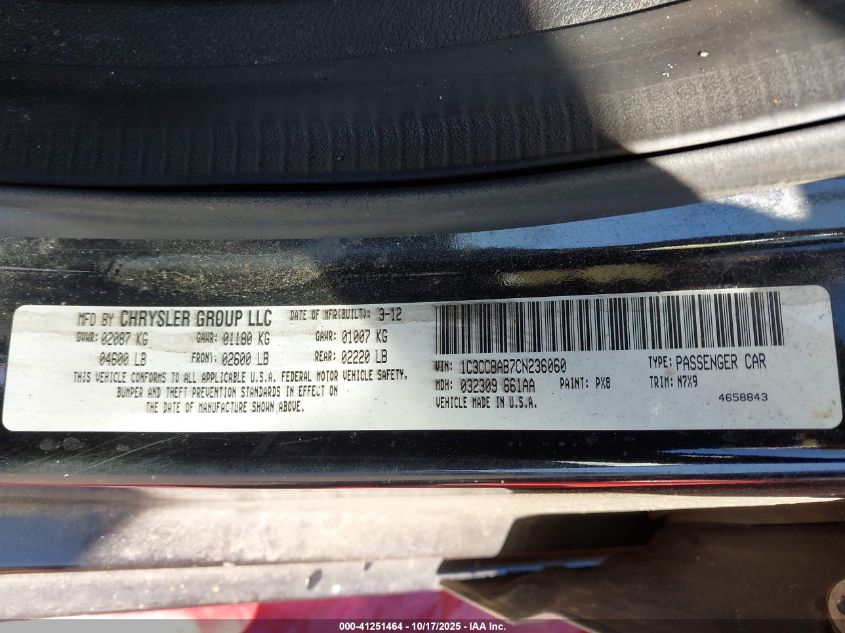 MFD BY CHRYSLER GROUP LLC DATE OF MFR(BUILT): 3-12
GVWR: 02087 KG GAWR: 01180 KG GAWR: 01007 KG
04600 LB FRONT: 02600 LB REAR: 02220 LB
THIS VEHICLE CONFORMS TO ALL APPLICABLE U.S.A. FEDERAL MOTOR VEHICLE SAFETY,
BUMPER AND THEFT PREVENTION STANDARDS IN EFFECT ON
THE DATE OF MANUFACTURE SHOWN ABOVE.
VIN: 1C3CCBAB7CN236060 TYPE: PASSENGER CAR
MDH: 032309 661AA PAINT: PX8 TRIM: N7X9
VEHICLE MADE IN U.S.A. 4658843
000-41251464 - 10/17/2025 - IAA Inc.